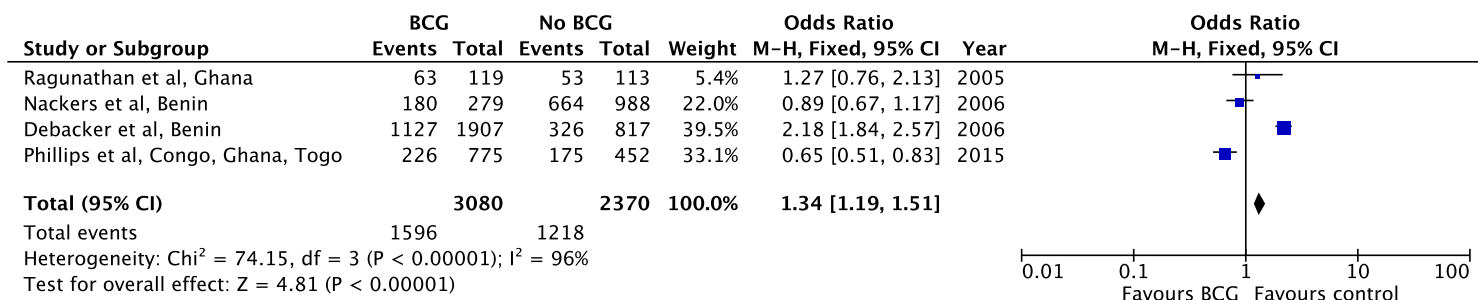 BCG No BCG Odds Ratio Odds Ratio
Study or Subgroup Events Total Events Total Weight M-H, Fixed, 95% CI Year M-H, Fixed, 95% CI
Ragunathan et al, Ghana 63 119 53 113 5.4% 1.27 [0.76, 2.13] 2005
Nackers et al, Benin 180 279 664 988 22.0% 0.89 [0.67, 1.17] 2006
Debacker et al, Benin 1127 1907 326 817 39.5% 2.18 [1.84, 2.57] 2006
Phillips et al, Congo, Ghana, Togo 226 775 175 452 33.1% 0.65 [0.51, 0.83] 2015
Total (95% CI) 3080 2370 100.0% 1.34 [1.19, 1.51]
Total events 1596 1218
Heterogeneity: Chi² = 74.15, df = 3 (P < 0.00001); I² = 96%
Test for overall effect: Z = 4.81 (P < 0.00001)
0.01 0.1 1 10 100
Favours BCG Favours control